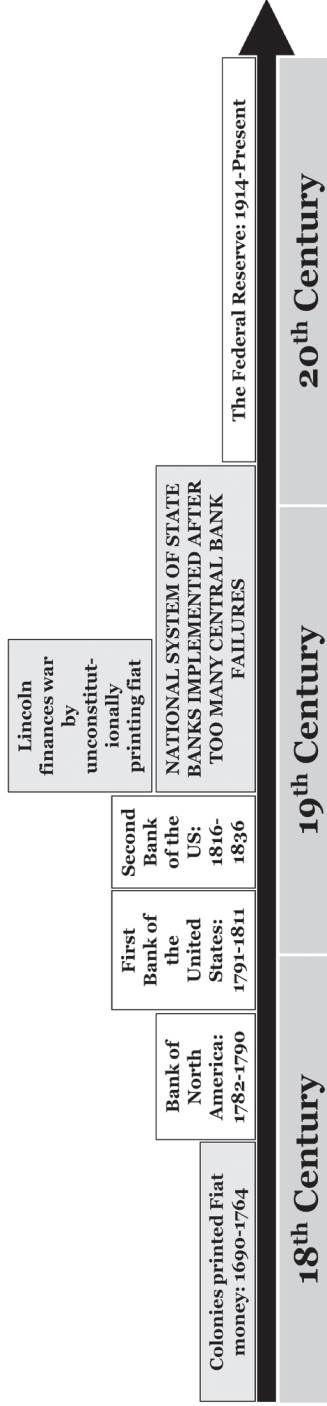 Colonies printed Fiat
money: 1690-1764
Bank of
North
America:
1782-1790
First
Bank of
the
United
States:
1791-1811
Second
Bank
of the
US:
1816-
1836
Lincoln
finances war
by
unconstitut-
ionally
printing fiat
NATIONAL SYSTEM OF STATE
BANKS IMPLEMENTED AFTER
TOO MANY CENTRAL BANK
FAILURES
The Federal Reserve: 1914-Present
18th Century
19th Century
20th Century